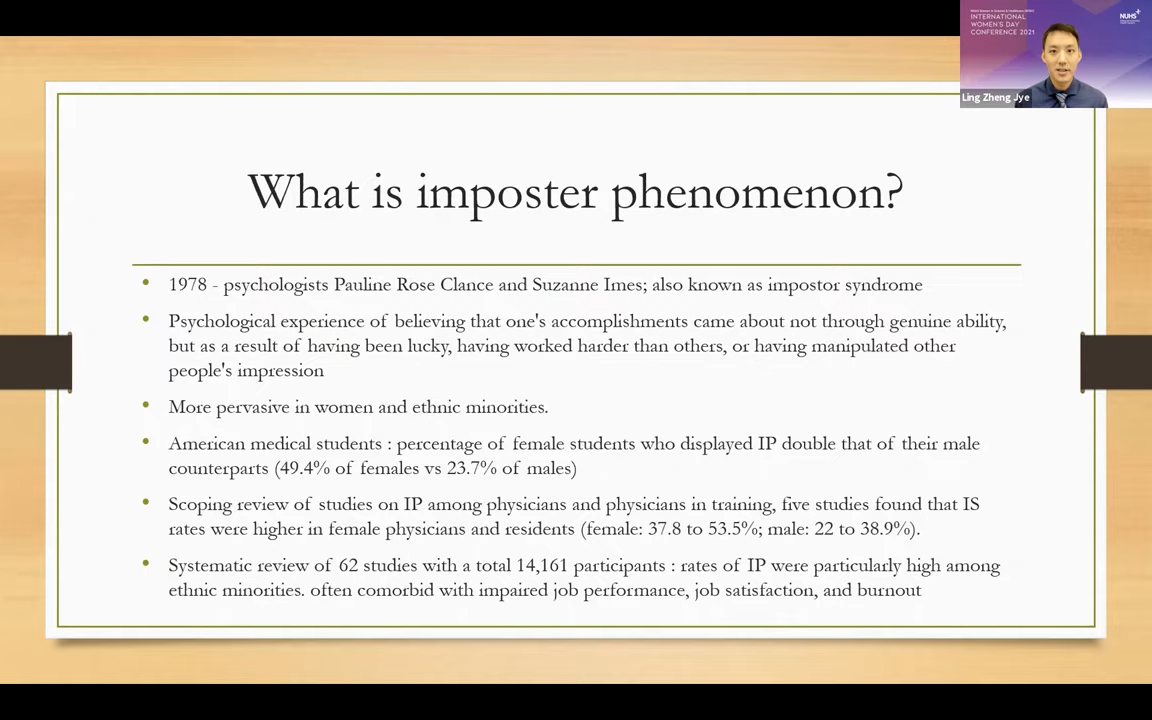 INTERNATIONAL
WOMEN'S DAY
CONFERENCE 2021
NUHS
Ling Zheng Jye
What is imposter phenomenon?
• 1978 - psychologists Pauline Rose Clance and Suzanne Imes; also known as impostor syndrome
• Psychological experience of believing that one's accomplishments came about not through genuine ability,
but as a result of having been lucky, having worked harder than others, or having manipulated other
people's impression
• More pervasive in women and ethnic minorities.
• American medical students : percentage of female students who displayed IP double that of their male
counterparts (49.4% of females vs 23.7% of males)
• Scoping review of studies on IP among physicians and physicians in training, five studies found that IS
rates were higher in female physicians and residents (female: 37.8 to 53.5%; male: 22 to 38.9%).
• Systematic review of 62 studies with a total 14,161 participants : rates of IP were particularly high among
ethnic minorities. often comorbid with impaired job performance, job satisfaction, and burnout